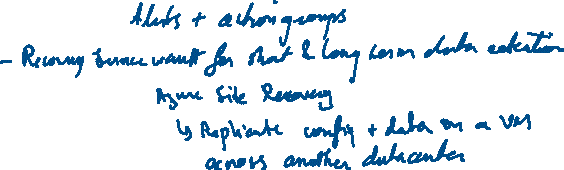 Alerts + action groups
- Recovery service vault for short & long term data retention
Azure Site Recovery
↳ Replicate config + data on a VM
across another datacenter